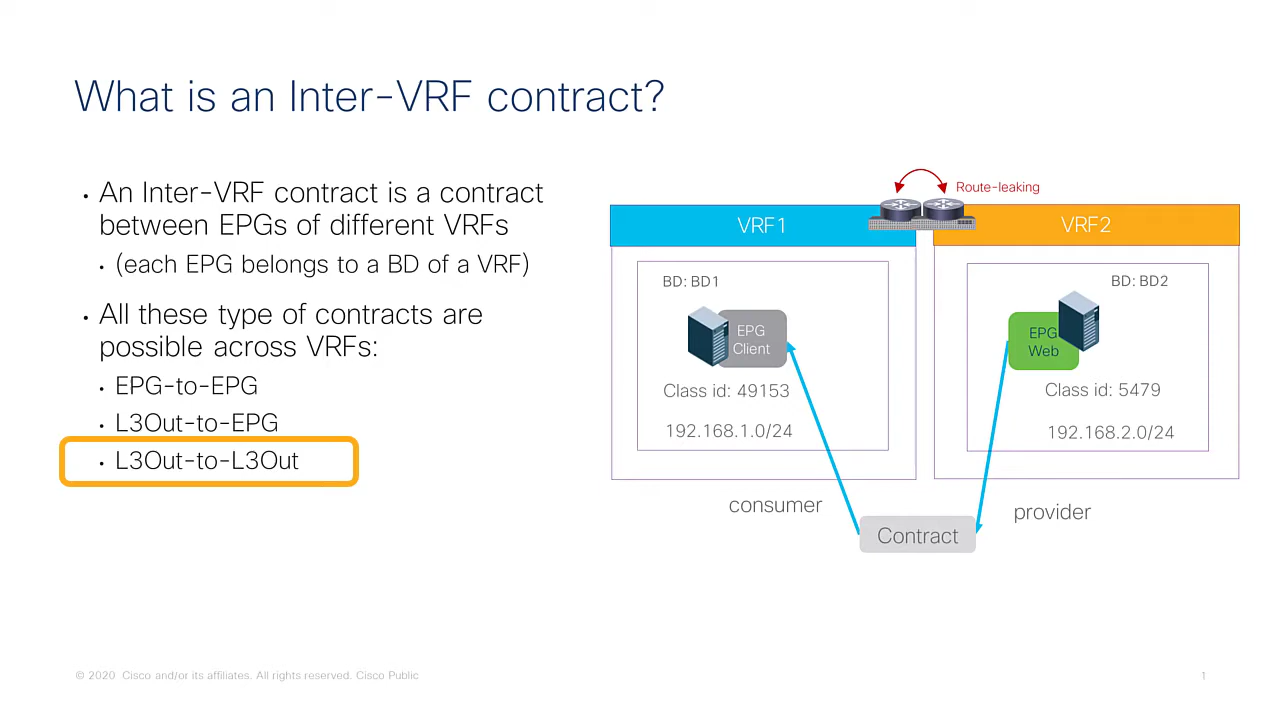 What is an Inter-VRF contract?
• An Inter-VRF contract is a contract
between EPGs of different VRFs
• (each EPG belongs to a BD of a VRF)
• All these type of contracts are
possible across VRFs:
• EPG-to-EPG
• L3Out-to-EPG
• L3Out-to-L3Out
Route-leaking
VRF1
VRF2
BD: BD1
EPG
Client
Class id: 49153
192.168.1.0/24
BD: BD2
EPG
Web
Class id: 5479
192.168.2.0/24
consumer
provider
Contract
© 2020 Cisco and/or its affiliates. All rights reserved. Cisco Public
1